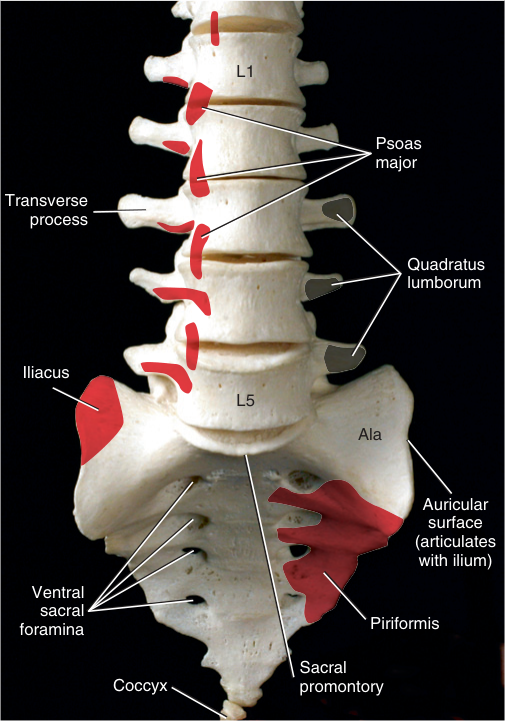 L1
Psoas
major
Transverse
process
Quadratus
lumborum
Iliacus
L5
Ala
Auricular
surface
(articulates
with ilium)
Ventral
sacral
foramina
Piriformis
Sacral
promontory
Coccyx